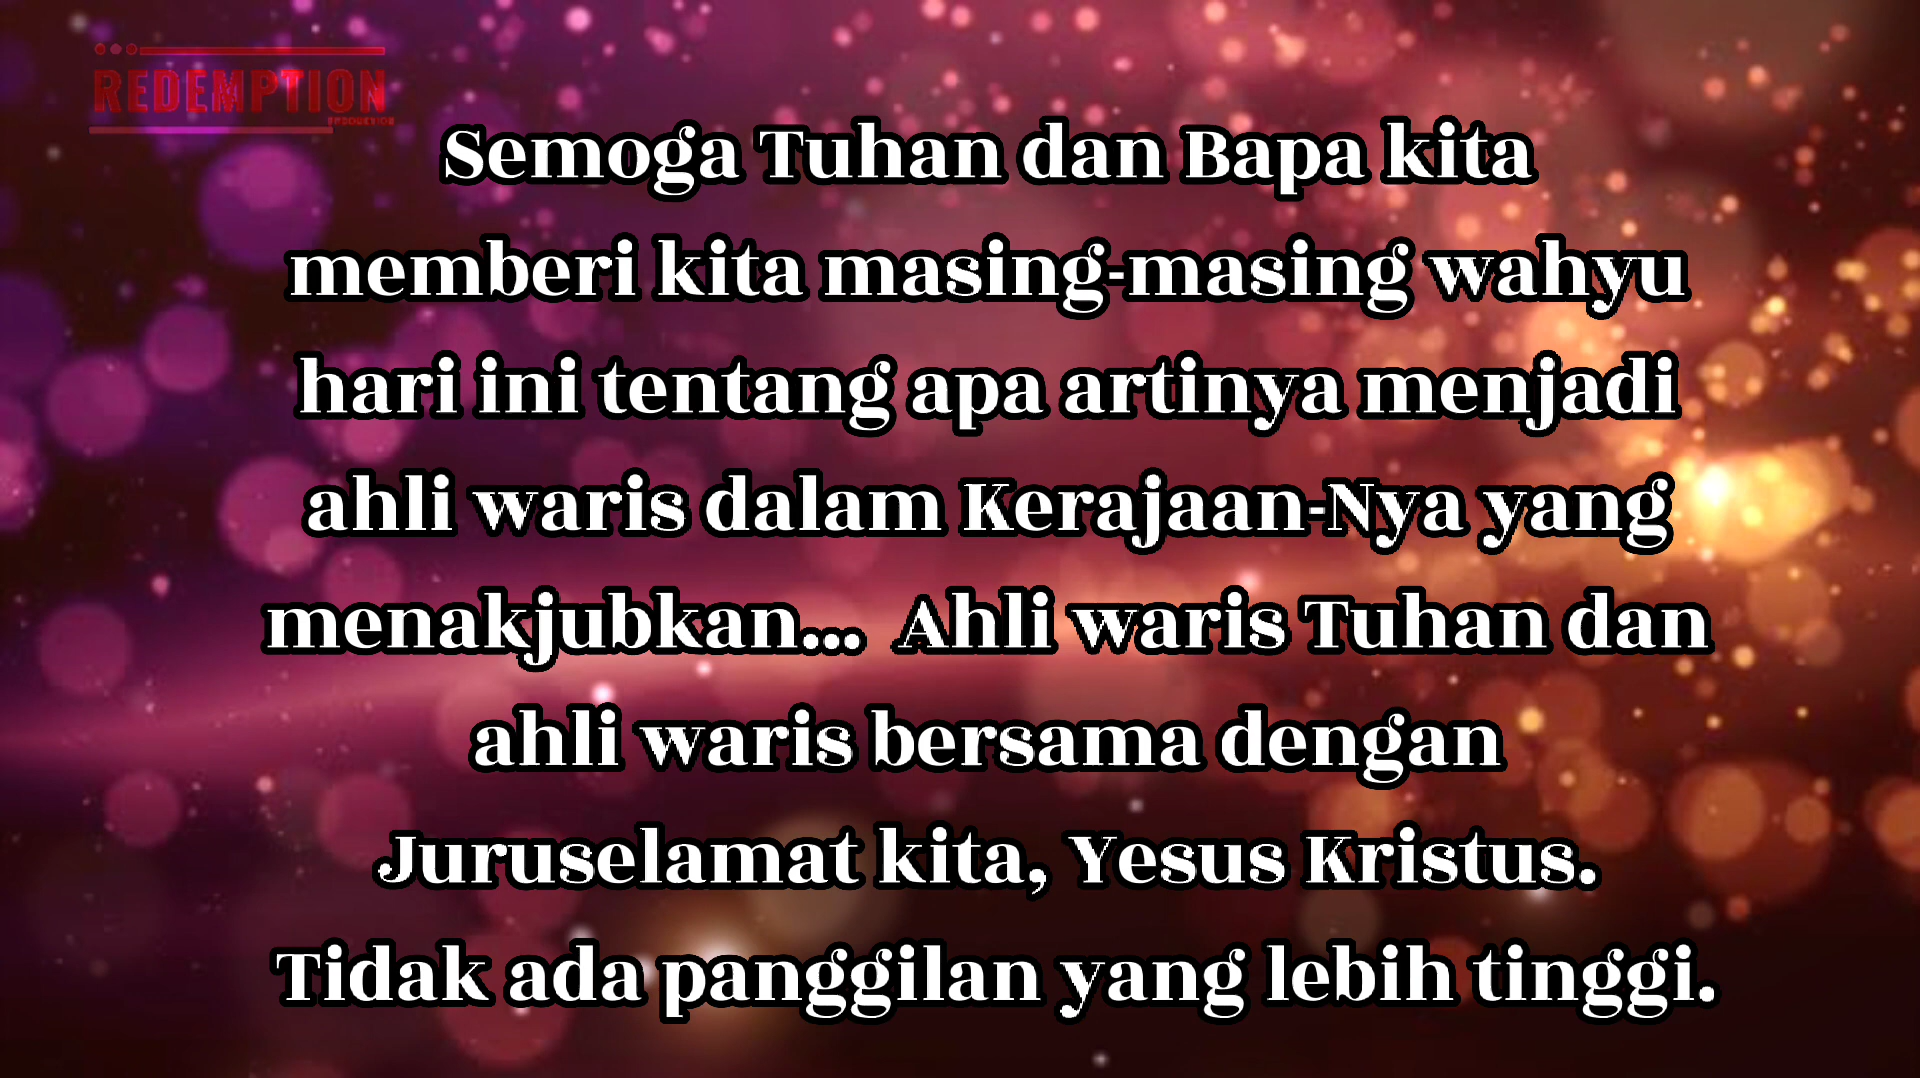 REDEMPTION
PRODUCTION
Semoga Tuhan dan Bapa kita
memberi kita masing-masing wahyu
hari ini tentang apa artinya menjadi
ahli waris dalam Kerajaan-Nya yang
menakjubkan... Ahli waris Tuhan dan
ahli waris bersama dengan
Juruselamat kita, Yesus Kristus.
Tidak ada panggilan yang lebih tinggi.